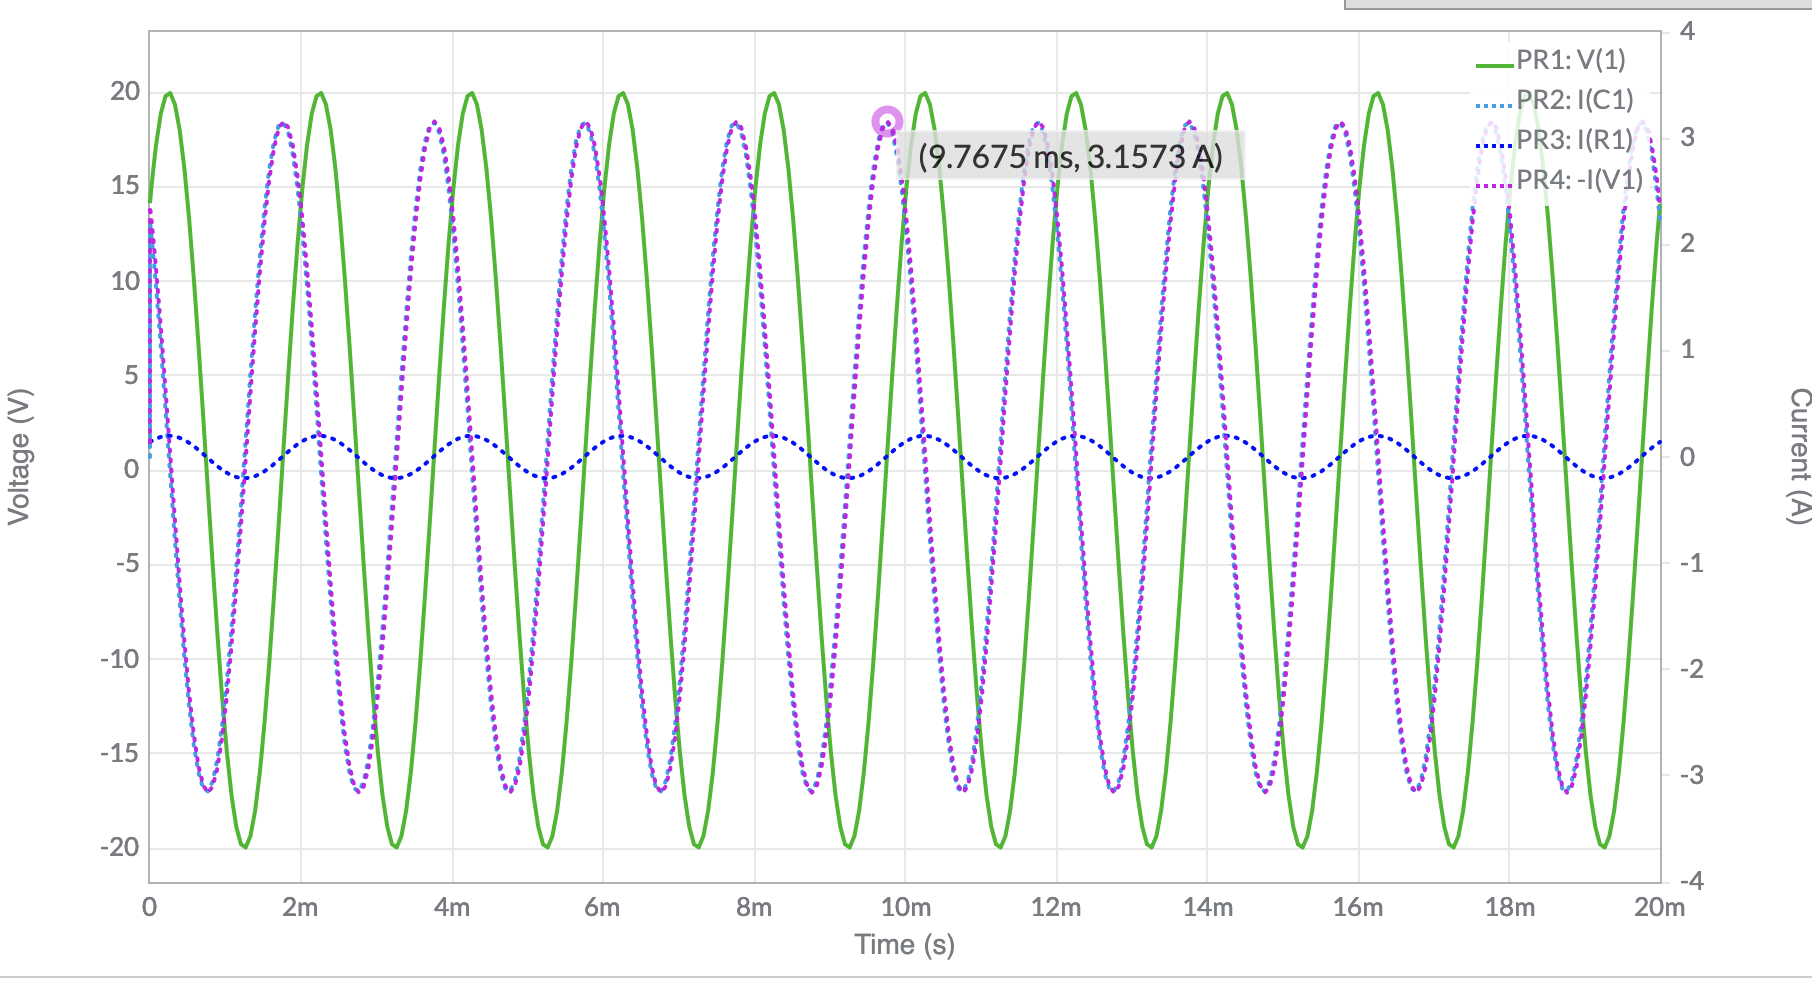 PR1: V(1)
PR2: I(C1)
PR3: I(R1)
PR4: -I(V1)
(9.7675 ms, 3.1573 A)
Voltage (V)
20
15
10
5
0
-5
-10
-15
-20
4
3
2
1
0
-1
-2
-3
-4
Current (A)
0
2m
4m
6m
8m
10m
12m
14m
16m
18m
20m
Time (s)